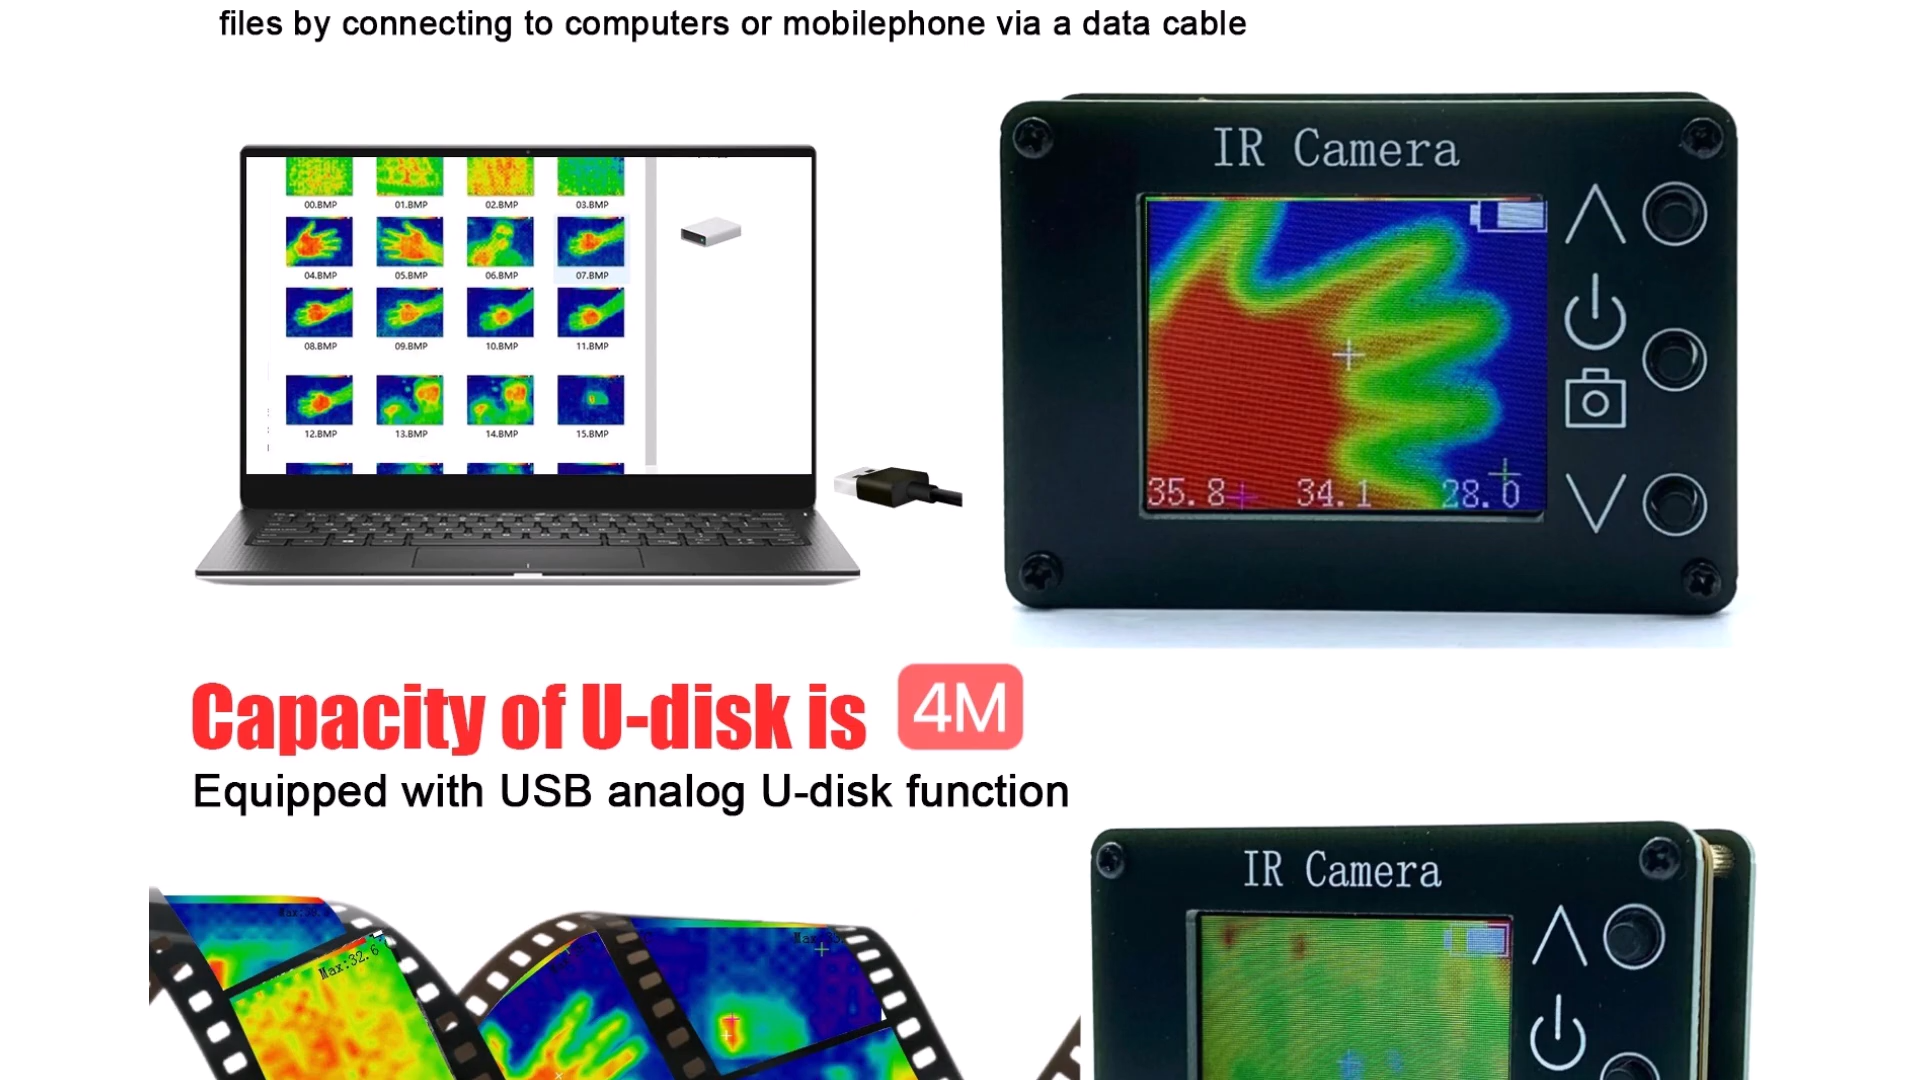 files by connecting to computers or mobilephone via a data cable
IR Camera
00.BMP 01.BMP 02.BMP 03.BMP
04.BMP 05.BMP 06.BMP 07.BMP
08.BMP 09.BMP 10.BMP 11.BMP
12.BMP 13.BMP 14.BMP 15.BMP
35.8 34.1 28.0
Capacity of U-disk is 4M
Equipped with USB analog U-disk function
IR Camera
Max:32.6